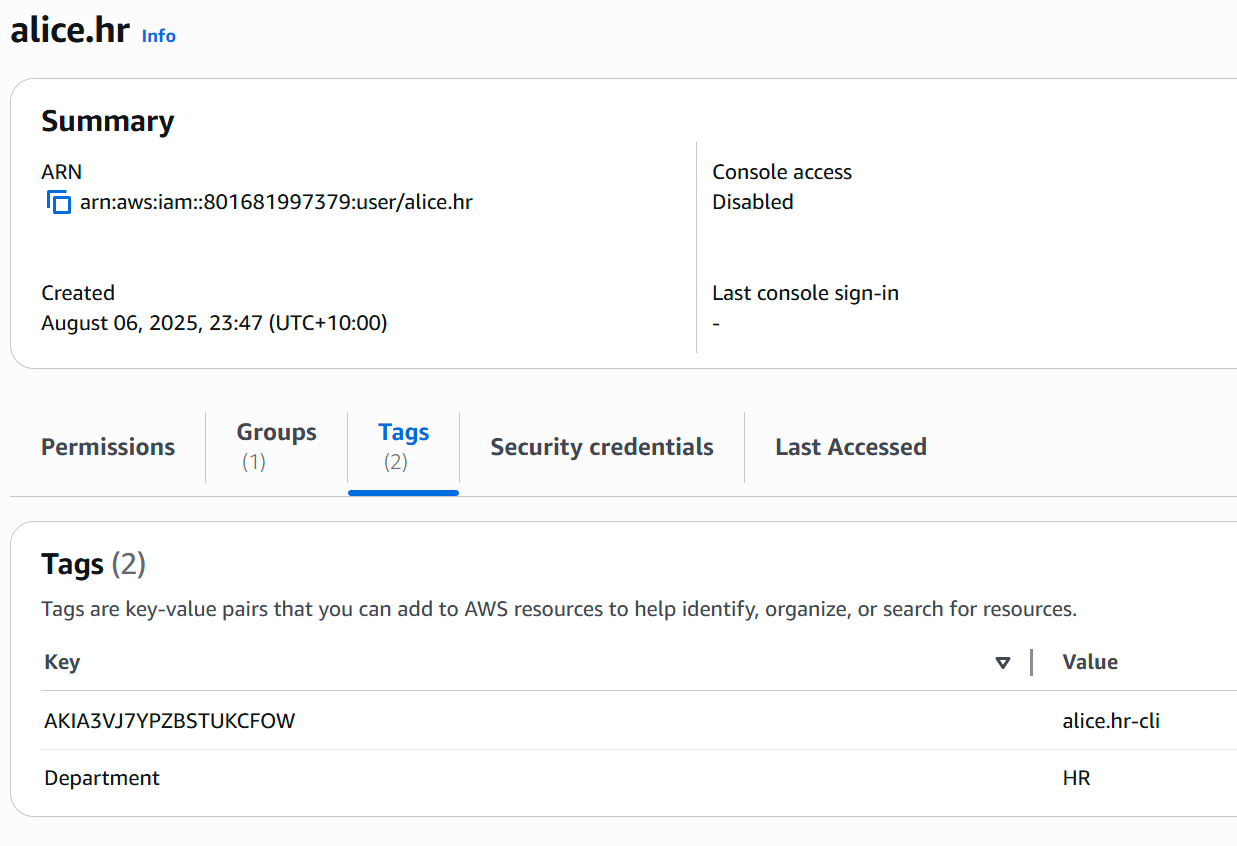 alice.hr Info
Summary
ARN
arn:aws:iam::801681997379:user/alice.hr
Console access
Disabled
Created
August 06, 2025, 23:47 (UTC+10:00)
Last console sign-in
-
Permissions
Groups
(1)
Tags
(2)
Security credentials
Last Accessed
Tags (2)
Tags are key-value pairs that you can add to AWS resources to help identify, organize, or search for resources.
Key Value
AKIA3VJ7YPZBSTUKCFOW alice.hr-cli
Department HR